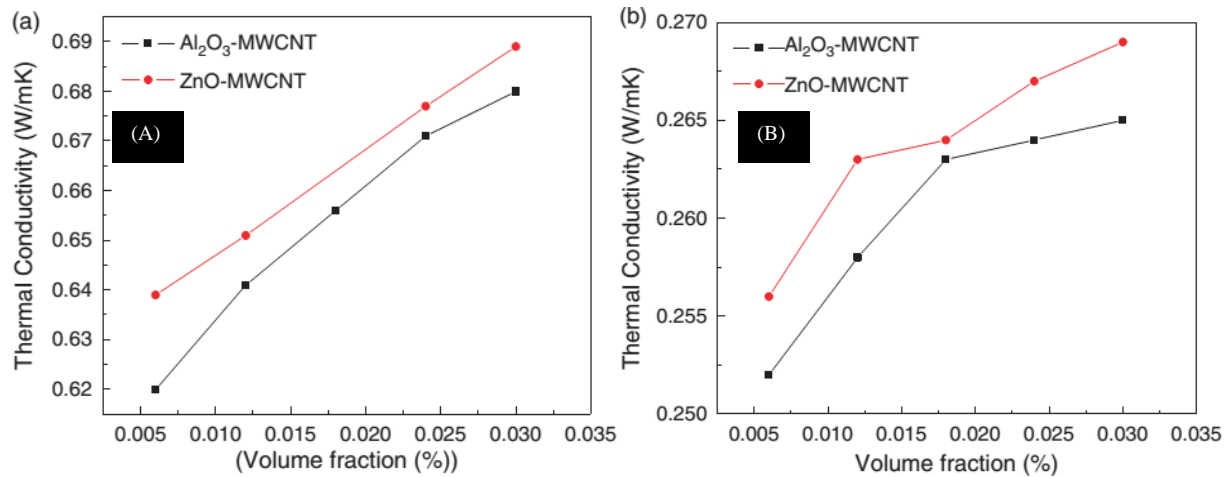 (a)
Al₂O₃-MWCNT
ZnO-MWCNT
(A)
Thermal Conductivity (W/mK)
0.69
0.68
0.67
0.66
0.65
0.64
0.63
0.62
0.005 0.010 0.015 0.020 0.025 0.030 0.035
(Volume fraction (%))
(b)
Al₂O₃-MWCNT
ZnO-MWCNT
(B)
Thermal Conductivity (W/mK)
0.270
0.265
0.260
0.255
0.250
0.005 0.010 0.015 0.020 0.025 0.030 0.035
Volume fraction (%)